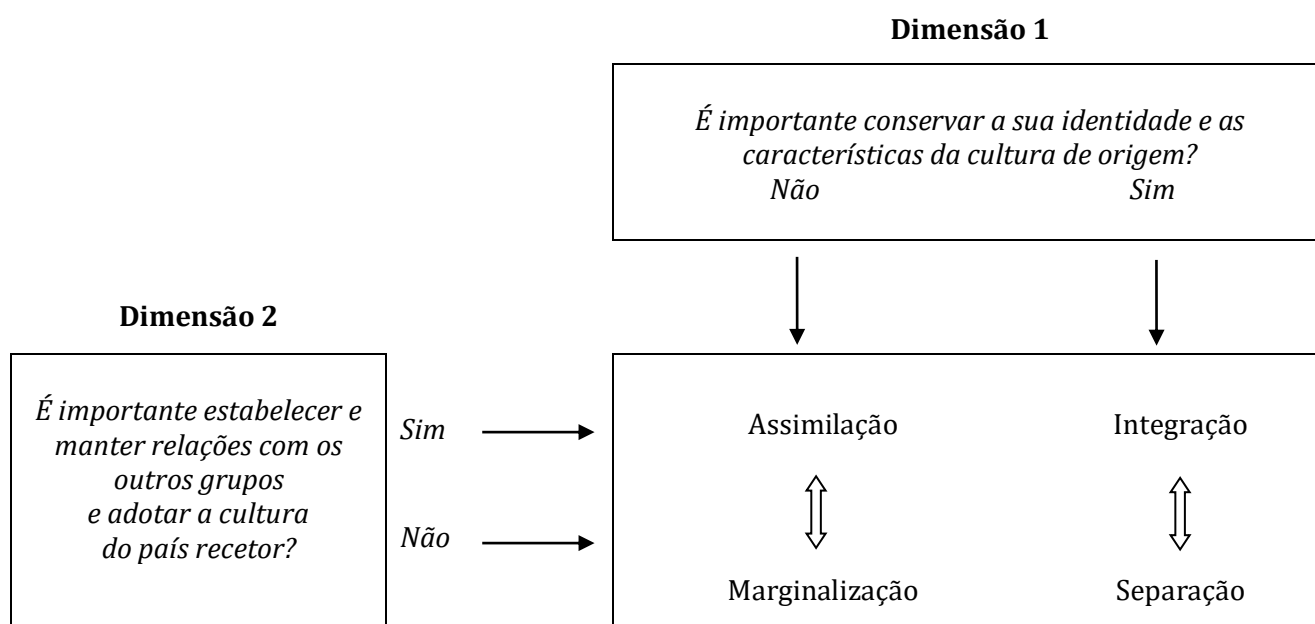 Dimensão 1
É importante conservar a sua identidade e as
características da cultura de origem?
Não Sim
Dimensão 2
É importante estabelecer e
manter relações com os
outros grupos
e adotar a cultura
do país recetor?
Sim
Não
Assimilação Integração
Marginalização Separação